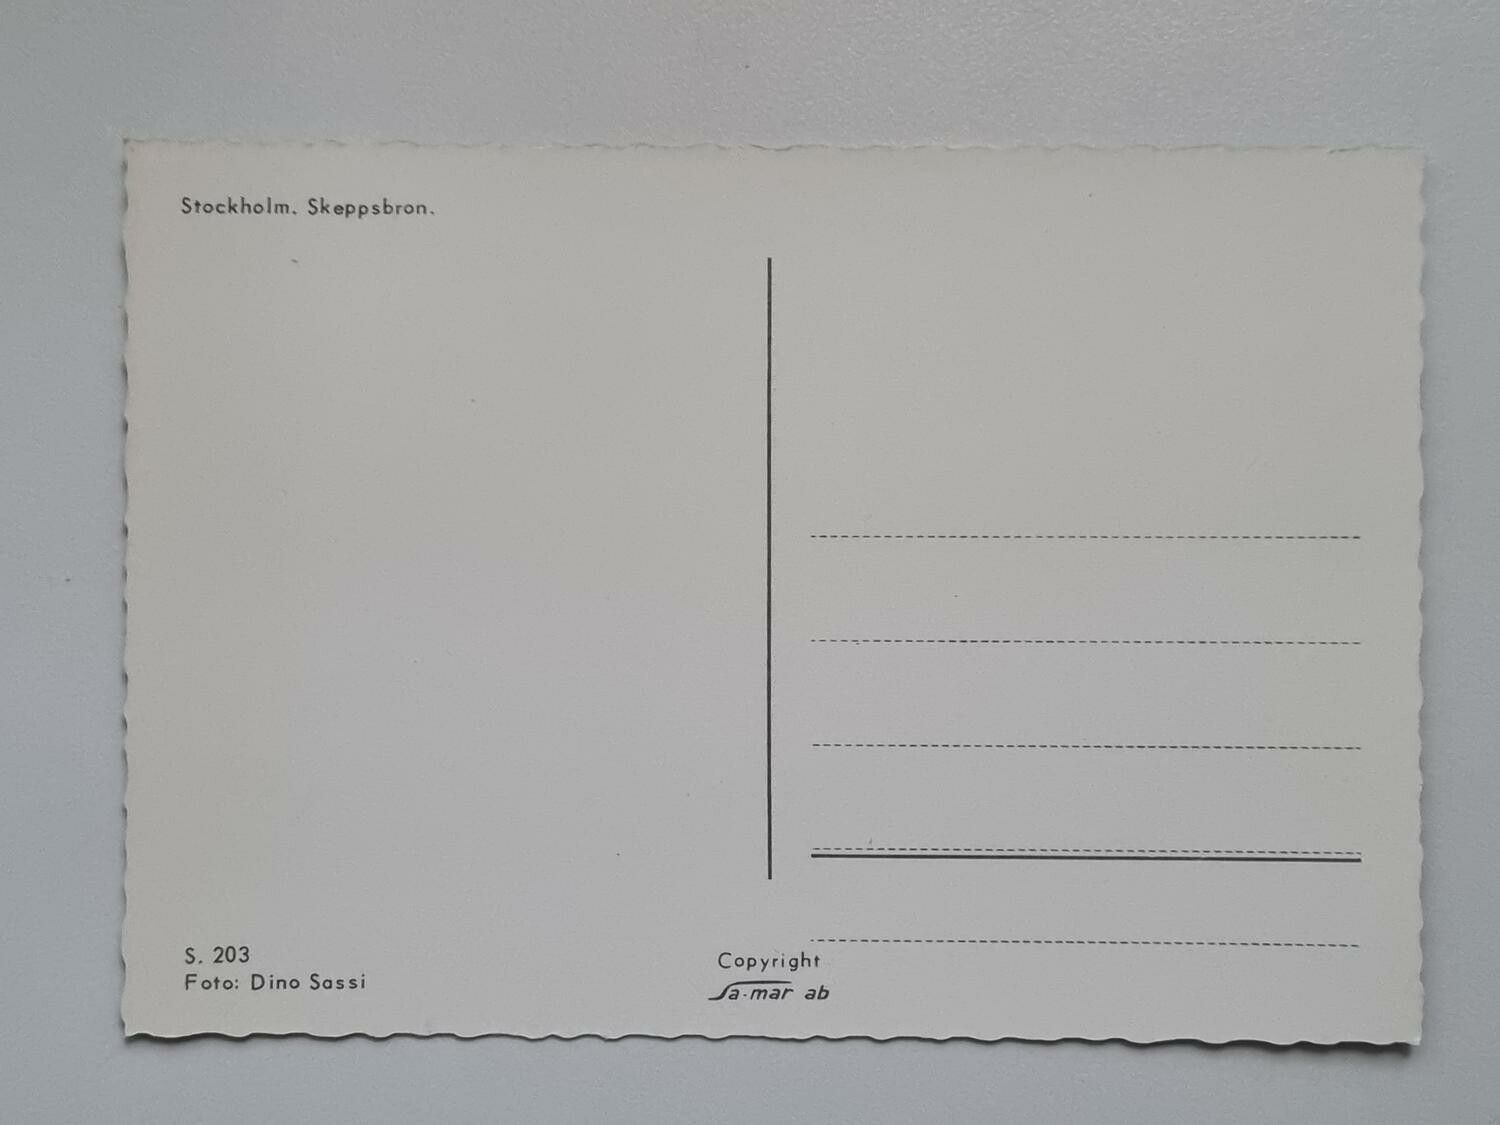 Stockholm. Skeppsbron.
S. 203
Foto: Dino Sassi
Copyright
Sa-mar ab